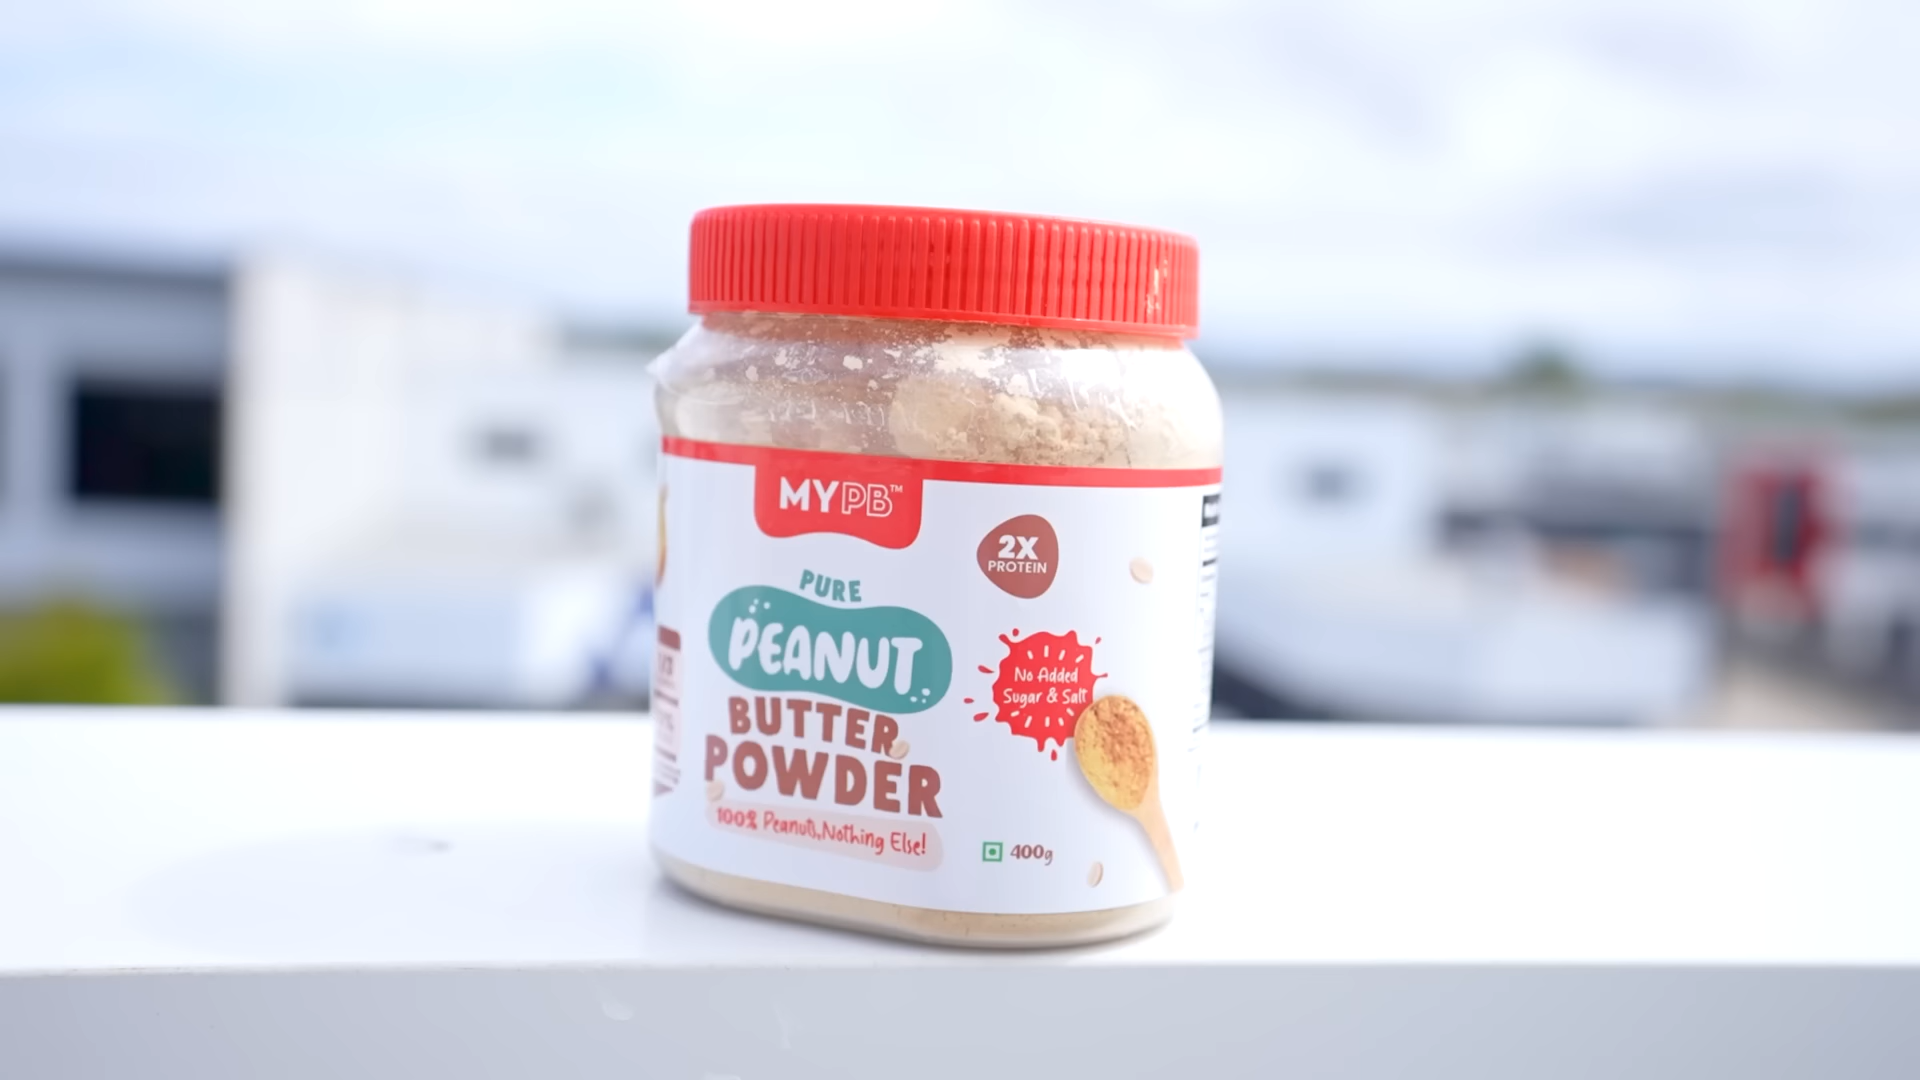 MYPB™
2X
PROTEIN
PURE
PEANUT
BUTTER
POWDER
100% Peanuts, Nothing Else!
No Added
Sugar & Salt
400g